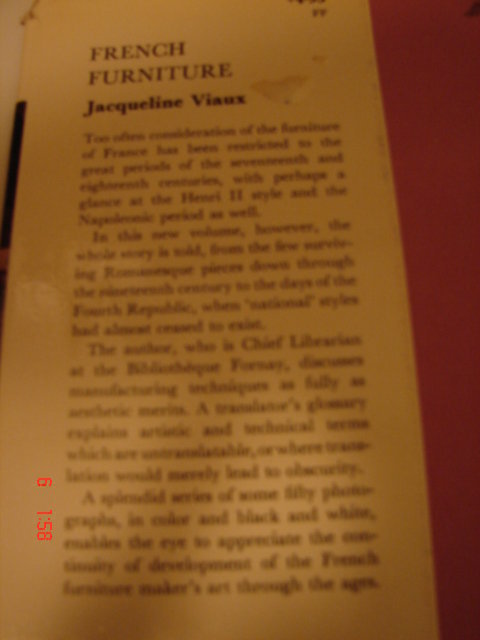 FF
FRENCH
FURNITURE
Jacqueline Viaux
Too often consideration of the furniture
of France has been restricted to the
great periods of the seventeenth and
eighteenth centuries, with perhaps a
glance at the Henri II style and the
Napoleonic period as well.
In this new volume, however, the
whole story is told, from the few surviv-
ing Romanesque pieces down through
the nineteenth century to the days of the
Fourth Republic, when "national" styles
had almost ceased to exist.
The author, who is Chief Librarian
at the Bibliothèque Forney, discusses
manufacturing techniques as fully as
aesthetic merits. A translator's glossary
explains artistic and technical terms
which are untranslatable, or where trans-
lation would merely lead to obscurity.
A splendid series of some fifty photo-
graphs, in color and black and white,
enables the eye to appreciate the con-
tinuity of development of the French
furniture maker's art through the ages.
6 1:58